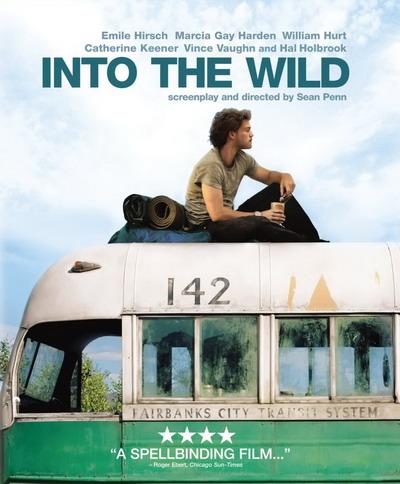 Emile Hirsch Marcia Gay Harden William Hurt
Catherine Keener Vince Vaughn and Hal Holbrook
INTO THE WILD
screenplay and directed by Sean Penn
142
FAIRBANKS CITY TRANSIT SYSTEM
"A SPELLBINDING FILM..."
– Roger Ebert, Chicago Sun-Times